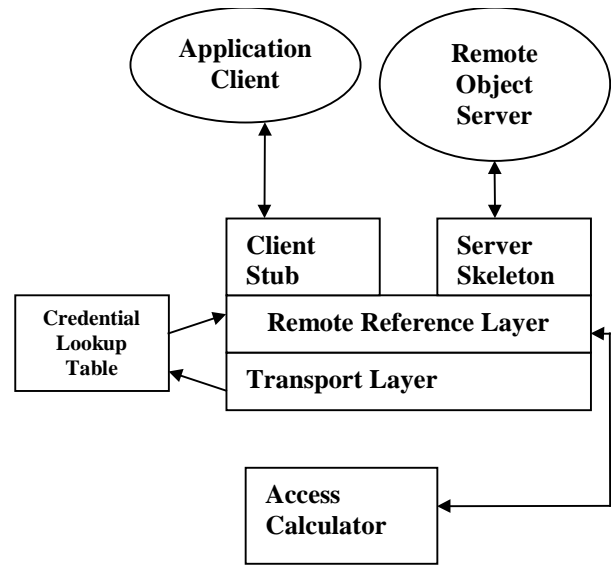 Application
Client
Remote
Object
Server
Client
Stub
Server
Skeleton
Credential
Lookup
Table
Remote Reference Layer
Transport Layer
Access
Calculator